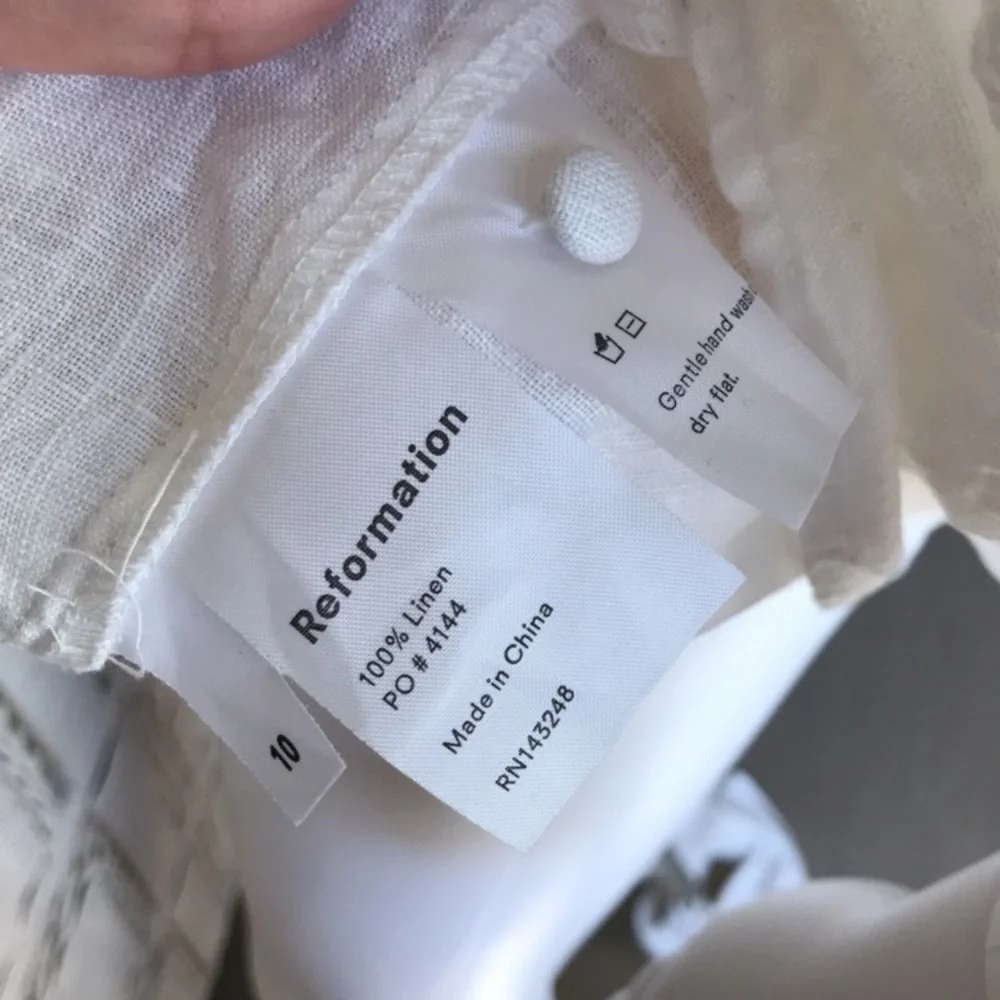 Reformation
100% Linen
PO # 4144
Made in China
RN143248
10
Gentle hand wash
dry flat.